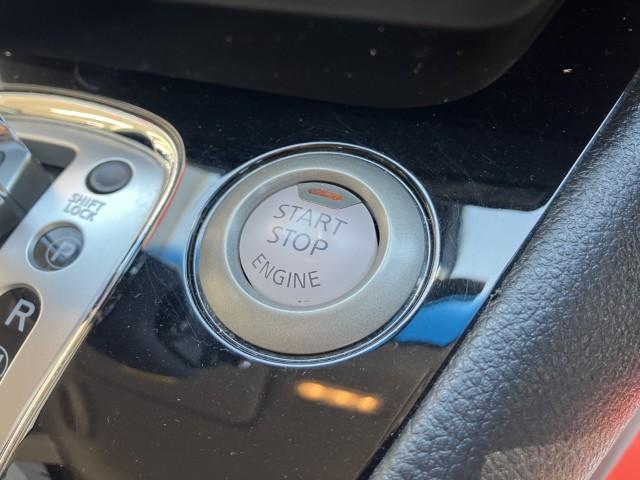 SHIFT
LOCK
P
R
START
STOP
ENGINE